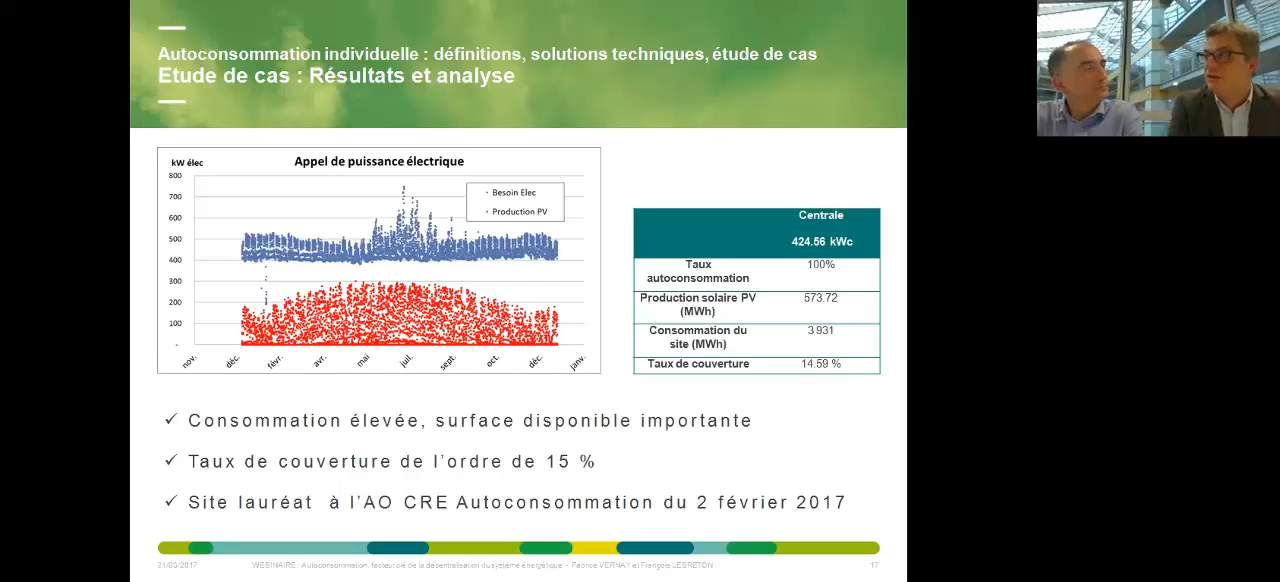 Autoconsommation individuelle : définitions, solutions techniques, étude de cas
Etude de cas : Résultats et analyse
kW élec
Appel de puissance électrique
800
700
600
500
400
300
200
100
-
Besoin Elec
Production PV
nov.
déc.
févr.
avr.
mai
juil.
sept.
oct.
déc.
janv.
Centrale
424.56 kWc
Taux
autoconsommation
100%
Production solaire PV
(MWh)
573.72
Consommation du
site (MWh)
3 931
Taux de couverture
14.59 %
✓ Consommation élevée, surface disponible importante
✓ Taux de couverture de l'ordre de 15 %
✓ Site lauréat à l'AO CRE Autoconsommation du 2 février 2017
21/03/2017
WEBINAIRE : Autoconsommation, facteur clé de la décentralisation du système énergétique - Fabrice VERNAY et François LEBRETON
17